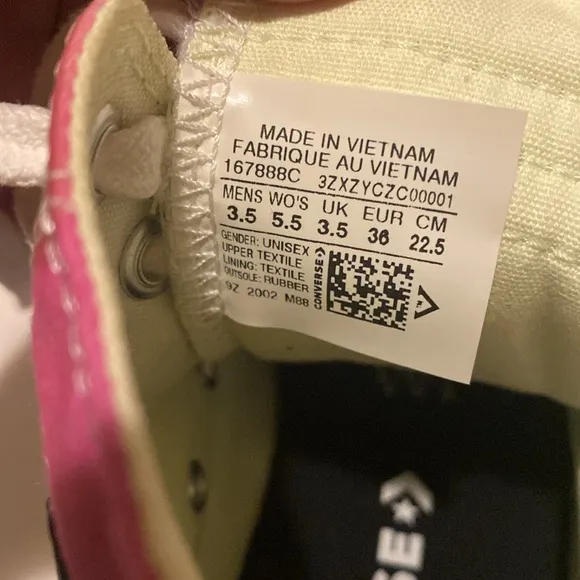 MADE IN VIETNAM
FABRIQUE AU VIETNAM
167888C 3ZXZYCZC00001
MENS WO'S UK EUR CM
3.5 5.5 3.5 36 22.5
GENDER: UNISEX
UPPER TEXTILE
LINING: TEXTILE
OUTSOLE: RUBBER
9Z 2002 M88
CONVERSE
SE